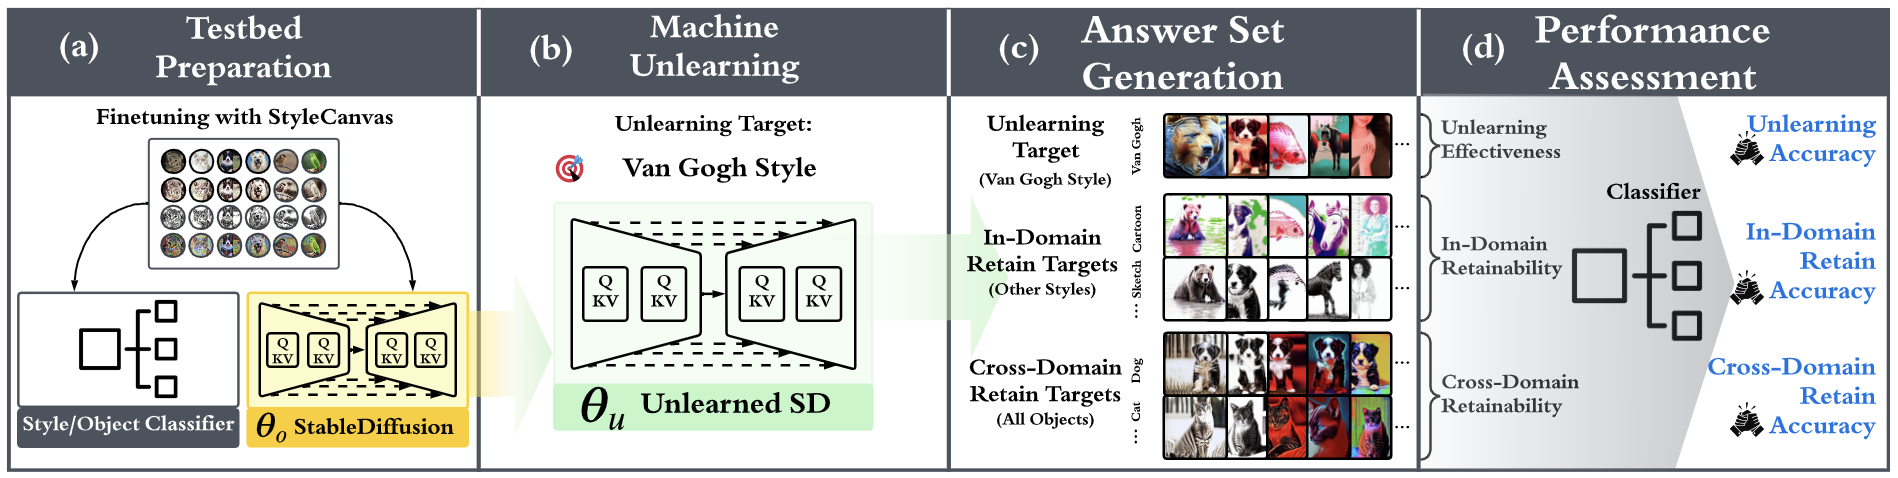 (a) Testbed
Preparation
Finetuning with StyleCanvas
Q
KV
Q
KV
Q
KV
Q
KV
Style/Object Classifier
θo StableDiffusion
(b) Machine
Unlearning
Unlearning Target:
Van Gogh Style
Q
KV
Q
KV
Q
KV
Q
KV
θu Unlearned SD
(c) Answer Set
Generation
Unlearning
Target
(Van Gogh Style)
Van Gogh
...
In-Domain
Retain Targets
(Other Styles)
Cartoon
...
... Sketch
...
Cross-Domain
Retain Targets
(All Objects)
Dog
...
... Cat
...
(d) Performance
Assessment
Unlearning
Effectiveness
In-Domain
Retainability
Cross-Domain
Retainability
Classifier
Unlearning
Accuracy
In-Domain
Retain
Accuracy
Cross-Domain
Retain
Accuracy